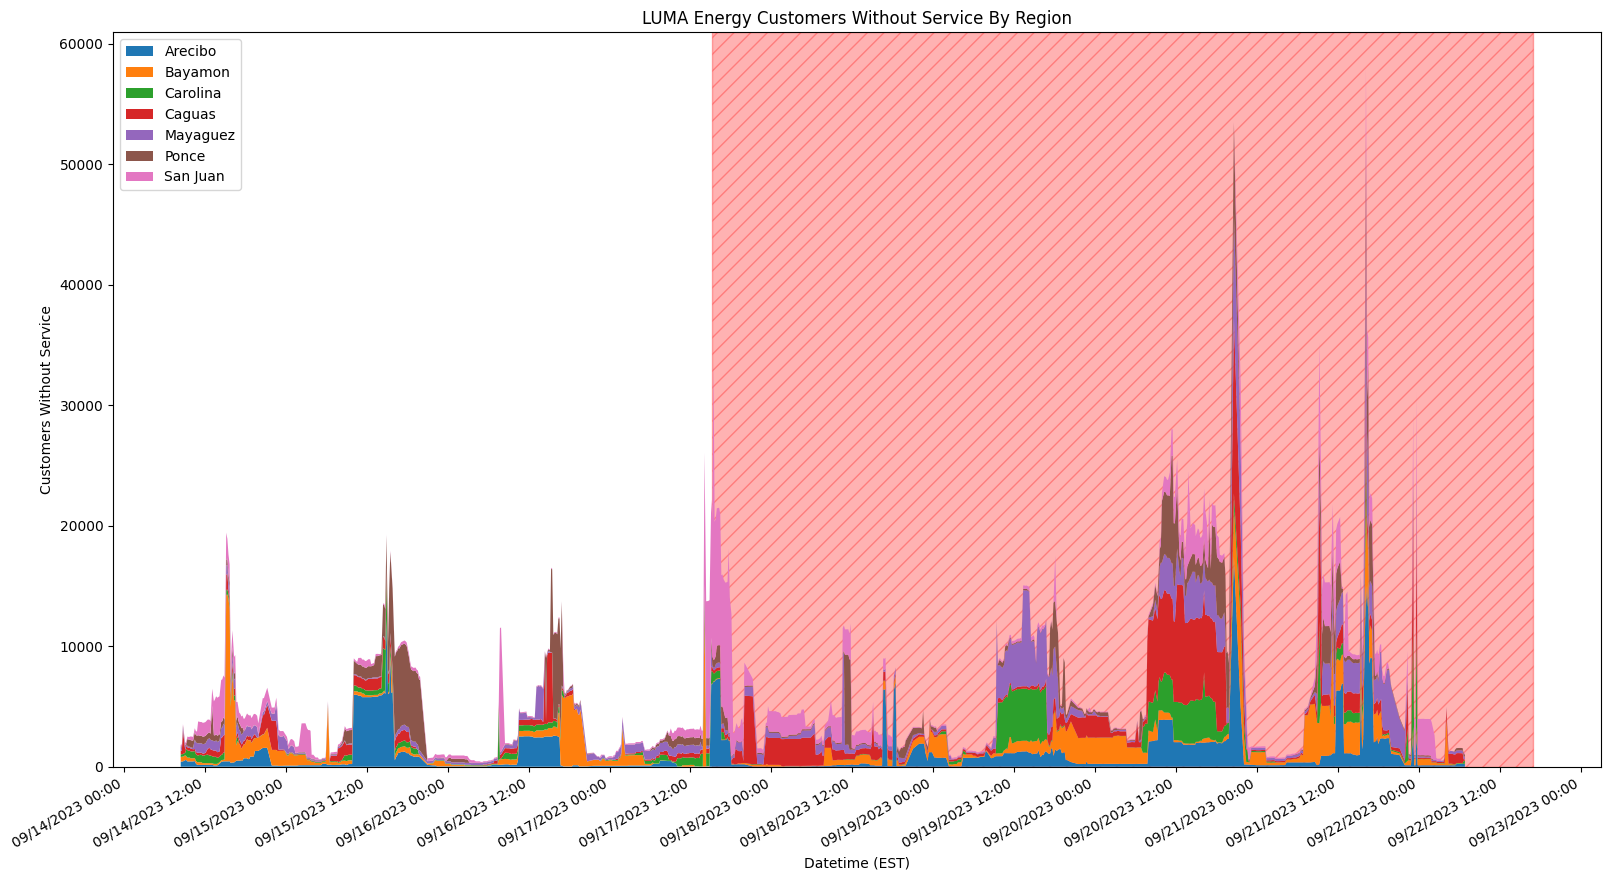 LUMA Energy Customers Without Service By Region
60000
50000
40000
30000
20000
10000
0
Customers Without Service
Arecibo
Bayamon
Carolina
Caguas
Mayaguez
Ponce
San Juan
09/14/2023 00:00
09/14/2023 12:00
09/15/2023 00:00
09/15/2023 12:00
09/16/2023 00:00
09/16/2023 12:00
09/17/2023 00:00
09/17/2023 12:00
09/18/2023 00:00
09/18/2023 12:00
09/19/2023 00:00
09/19/2023 12:00
09/20/2023 00:00
09/20/2023 12:00
09/21/2023 00:00
09/21/2023 12:00
09/22/2023 00:00
09/22/2023 12:00
09/23/2023 00:00
Datetime (EST)